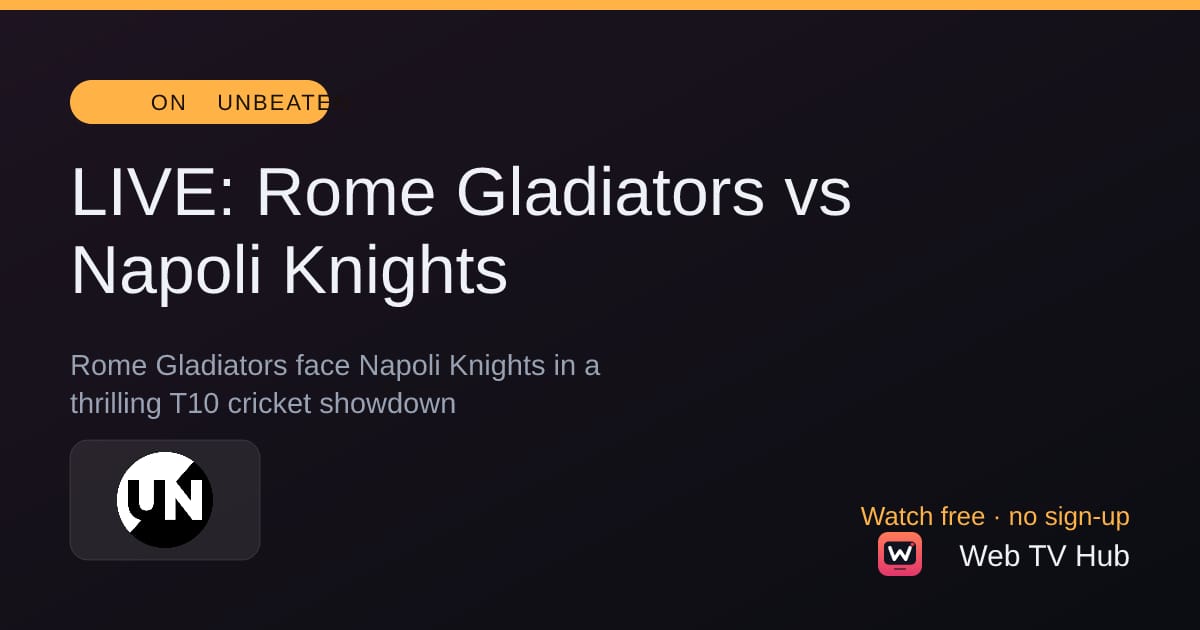 ON UNBEATEN
LIVE: Rome Gladiators vs
Napoli Knights
Rome Gladiators face Napoli Knights in a
thrilling T10 cricket showdown
UN
Watch free · no sign-up
W
Web TV Hub